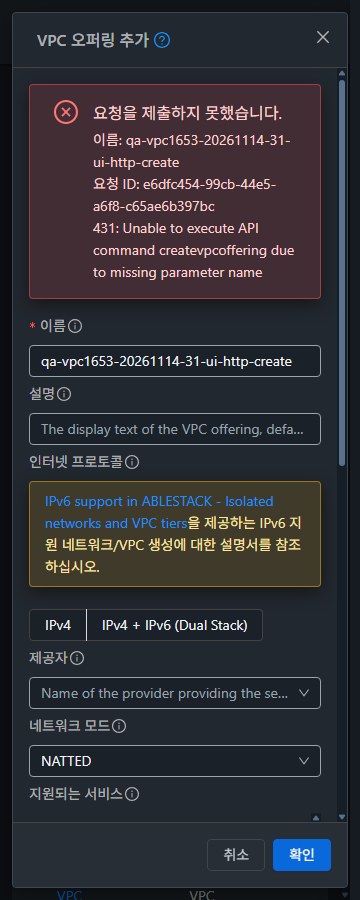 VPC 오퍼링 추가
요청을 제출하지 못했습니다.
이름: qa-vpc1653-20261114-31-
ui-http-create
요청 ID: e6dfc454-99cb-44e5-
a6f8-c65ae6b397bc
431: Unable to execute API
command createvpcoffering due
to missing parameter name
* 이름
qa-vpc1653-20261114-31-ui-http-create
설명
The display text of the VPC offering, defa...
인터넷 프로토콜
IPv6 support in ABLESTACK - Isolated
networks and VPC tiers을 제공하는 IPv6 지
원 네트워크/VPC 생성에 대한 설명서를 참조
하십시오.
IPv4 IPv4 + IPv6 (Dual Stack)
제공자
Name of the provider providing the se...
네트워크 모드
NATTED
지원되는 서비스
취소 확인
VPC VPC